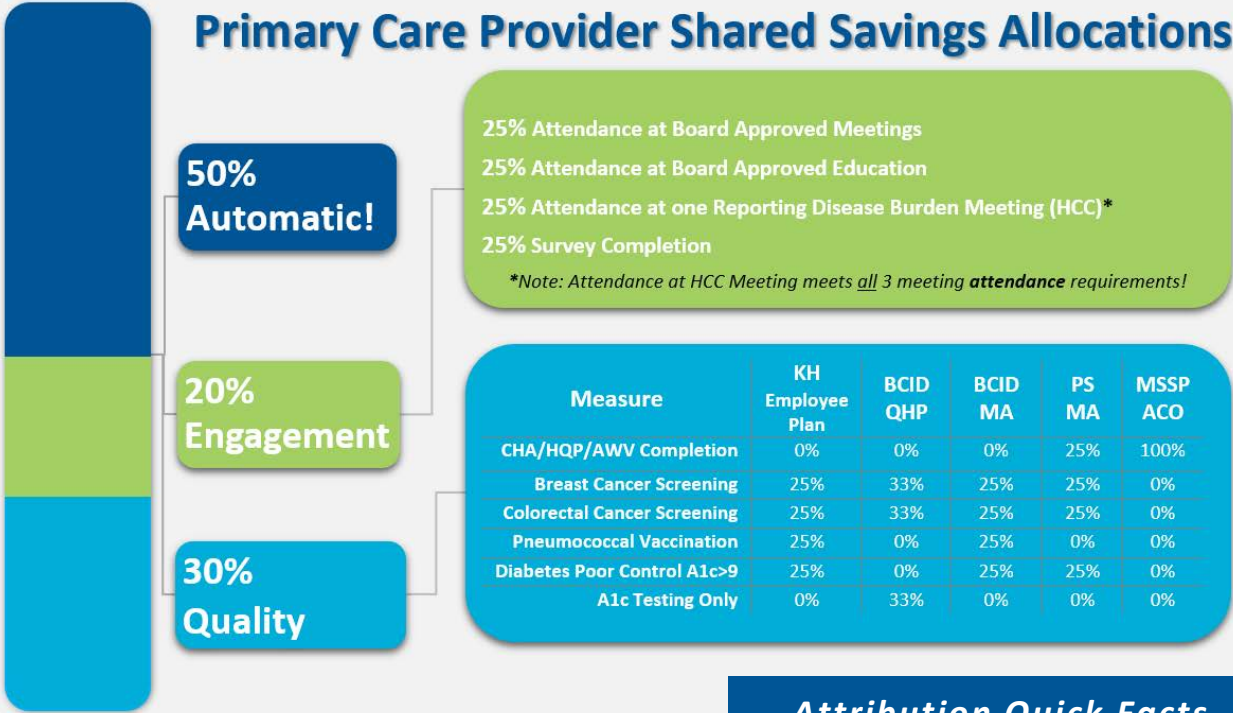 Primary Care Provider Shared Savings Allocations
50%
Automatic!
25% Attendance at Board Approved Meetings
25% Attendance at Board Approved Education
25% Attendance at one Reporting Disease Burden Meeting (HCC)*
25% Survey Completion
*Note: Attendance at HCC Meeting meets all 3 meeting attendance requirements!
20%
Engagement
Measure KH Employee Plan BCID QHP BCID MA PS MA MSSP ACO
CHA/HQP/AWV Completion 0% 0% 0% 25% 100%
Breast Cancer Screening 25% 33% 25% 25% 0%
Colorectal Cancer Screening 25% 33% 25% 25% 0%
Pneumococcal Vaccination 25% 0% 25% 0% 0%
Diabetes Poor Control A1c>9 25% 0% 25% 25% 0%
A1c Testing Only 0% 33% 0% 0% 0%
30%
Quality
Attribution Quick Facts